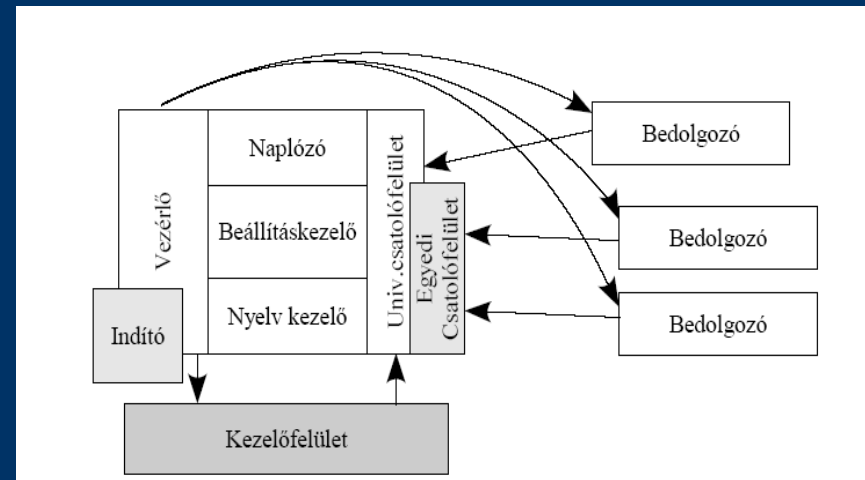 Vezérlő
Naplózó
Beállításkezelő
Nyelv kezelő
Univ.csatolófelület
Egyedi
Csatolófelület
Indító
Kezelőfelület
Bedolgozó
Bedolgozó
Bedolgozó